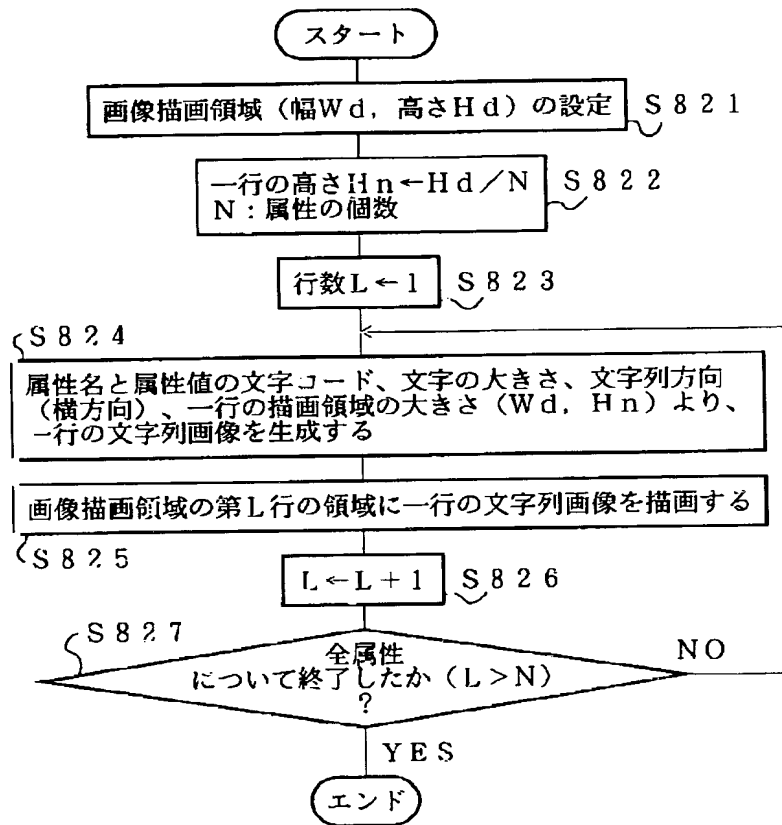 スタート
画像描画領域（幅Ｗｄ，高さＨｄ）の設定
Ｓ８２１
一行の高さＨｎ←Ｈｄ／Ｎ
Ｎ：属性の個数
Ｓ８２２
行数Ｌ←１
Ｓ８２３
Ｓ８２４
属性名と属性値の文字コード、文字の大きさ、文字列方向
（横方向）、一行の描画領域の大きさ（Ｗｄ，Ｈｎ）より、
一行の文字列画像を生成する
画像描画領域の第Ｌ行の領域に一行の文字列画像を描画する
Ｓ８２５
Ｌ←Ｌ＋１
Ｓ８２６
Ｓ８２７
全属性
について終了したか（Ｌ＞Ｎ）
？
ＮＯ
ＹＥＳ
エンド